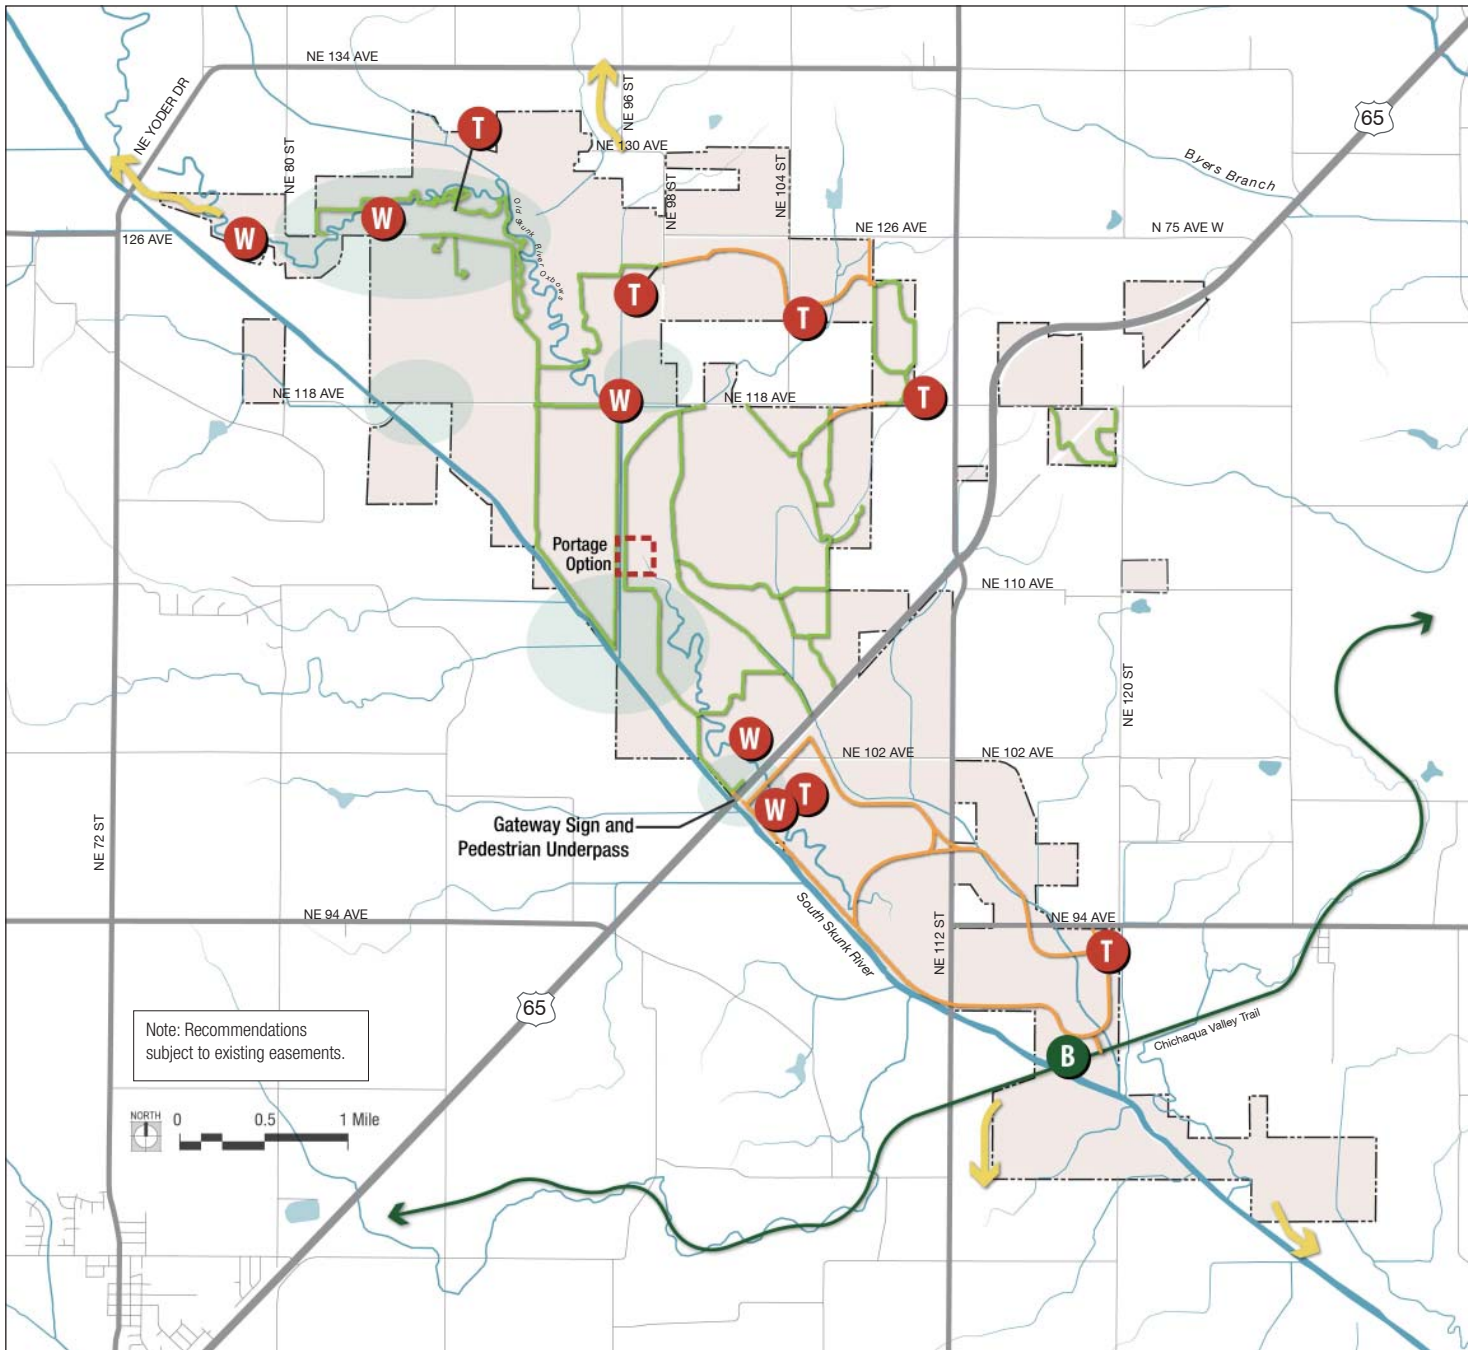 NE 134 AVE
NE YODER DR
NE 96 ST
65
T
NE 80 ST
NE 130 AVE
NE 98 ST
NE 104 ST
Byers Branch
W
W
126 AVE
Old Skunk River Oxbows
NE 126 AVE
N 75 AVE W
T
T
NE 118 AVE
W
NE 118 AVE
T
Portage
Option
NE 110 AVE
NE 120 ST
W
NE 102 AVE
NE 102 AVE
W
T
Gateway Sign and
Pedestrian Underpass
NE 72 ST
NE 94 AVE
South Skunk River
NE 112 ST
NE 94 AVE
T
65
Note: Recommendations
subject to existing easements.
Chichaqua Valley Trail
B
NORTH
0 0.5 1 Mile